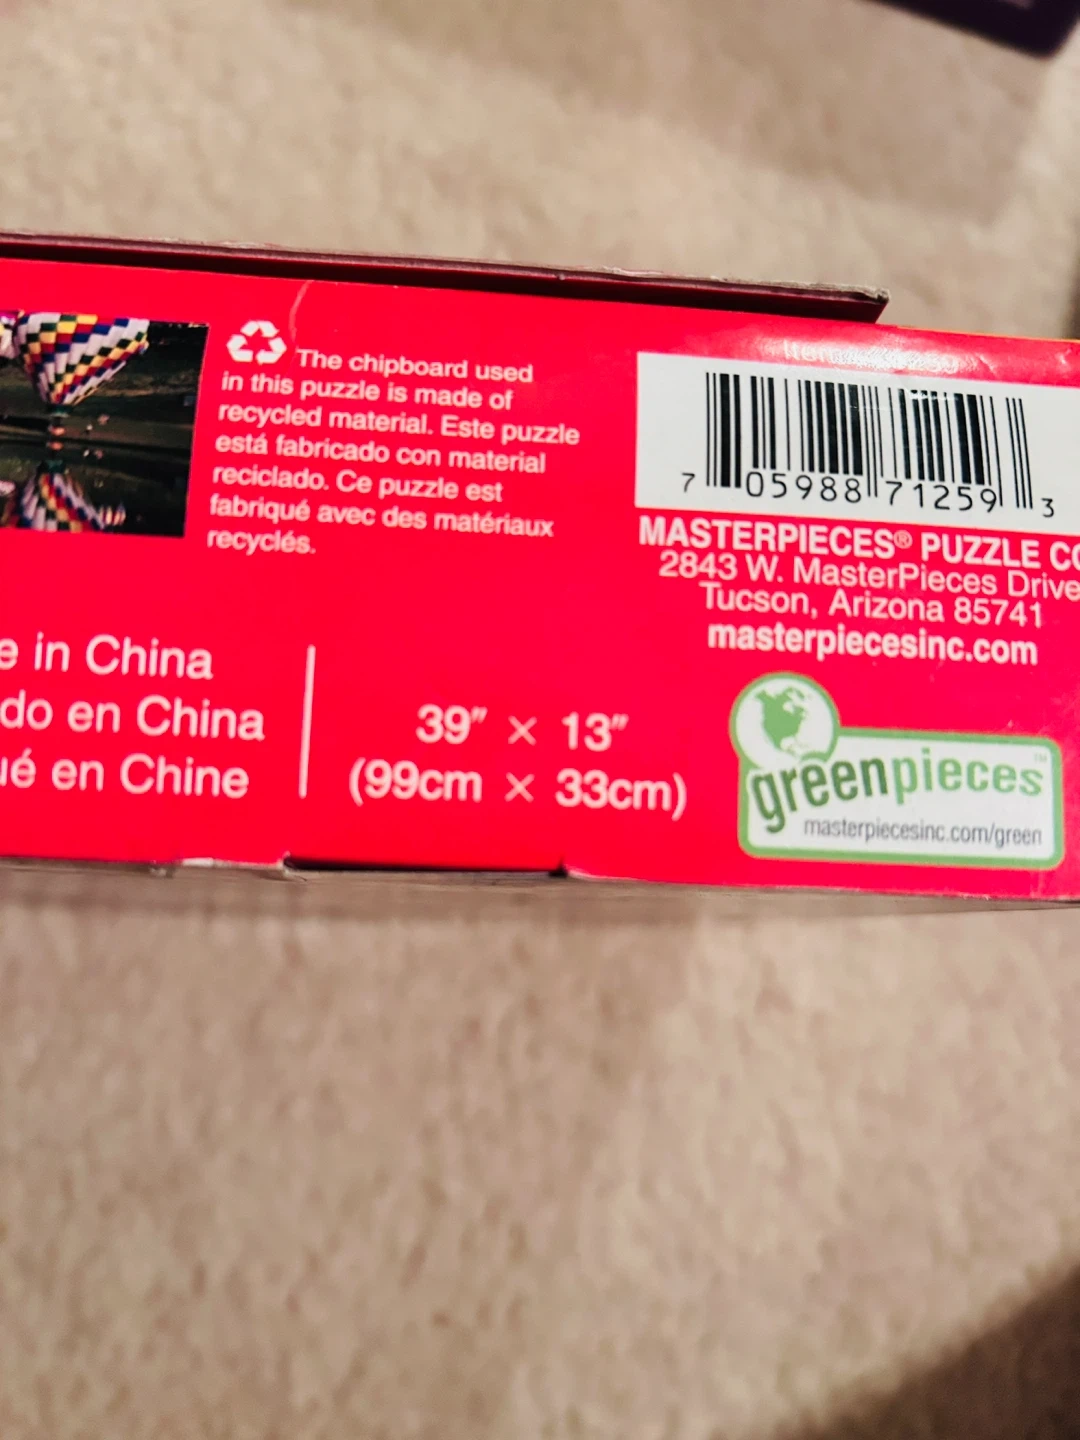 The chipboard used
in this puzzle is made of
recycled material. Este puzzle
está fabricado con material
reciclado. Ce puzzle est
fabriqué avec des matériaux
recyclés.
7 05988 71259 3
MASTERPIECES® PUZZLE CO
2843 W. MasterPieces Drive
Tucson, Arizona 85741
masterpiecesinc.com
e in China
do en China
ué en Chine
39" × 13"
(99cm × 33cm)
greenpieces™
masterpiecesinc.com/green